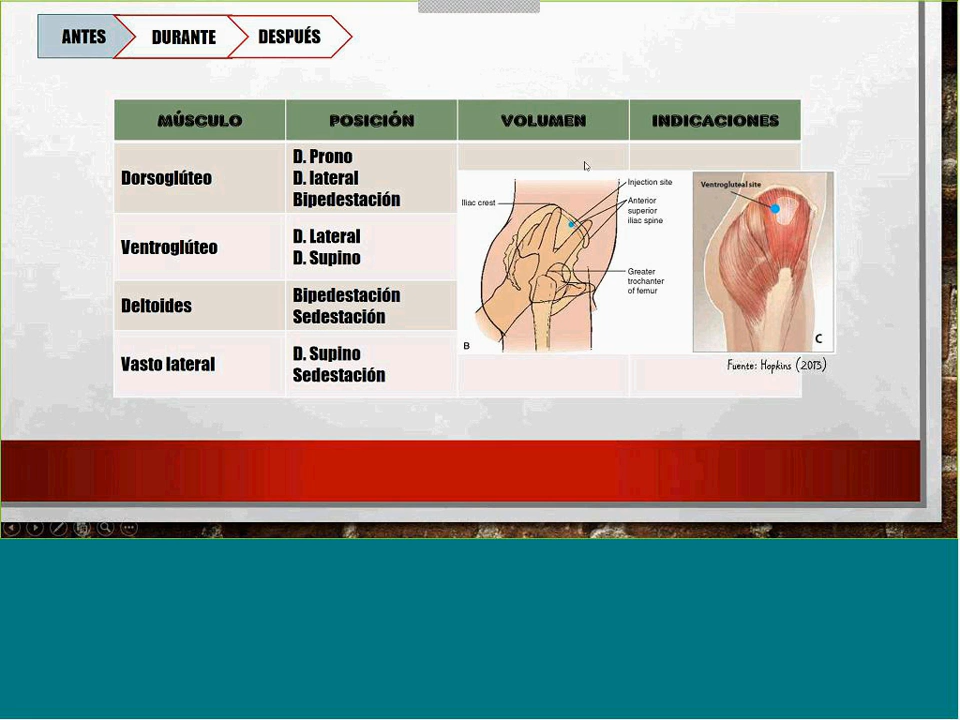 ANTES DURANTE DESPUÉS
MÚSCULO POSICIÓN VOLUMEN INDICACIONES
Dorsoglúteo
D. Prono
D. lateral
Bipedestación
Ventroglúteo
D. Lateral
D. Supino
Deltoides
Bipedestación
Sedestación
Vasto lateral
D. Supino
Sedestación
Iliac crest
Injection site
Anterior
superior
iliac spine
Greater
trochanter
of femur
B
Ventrogluteal site
C
Fuente: Hopkins (2013)